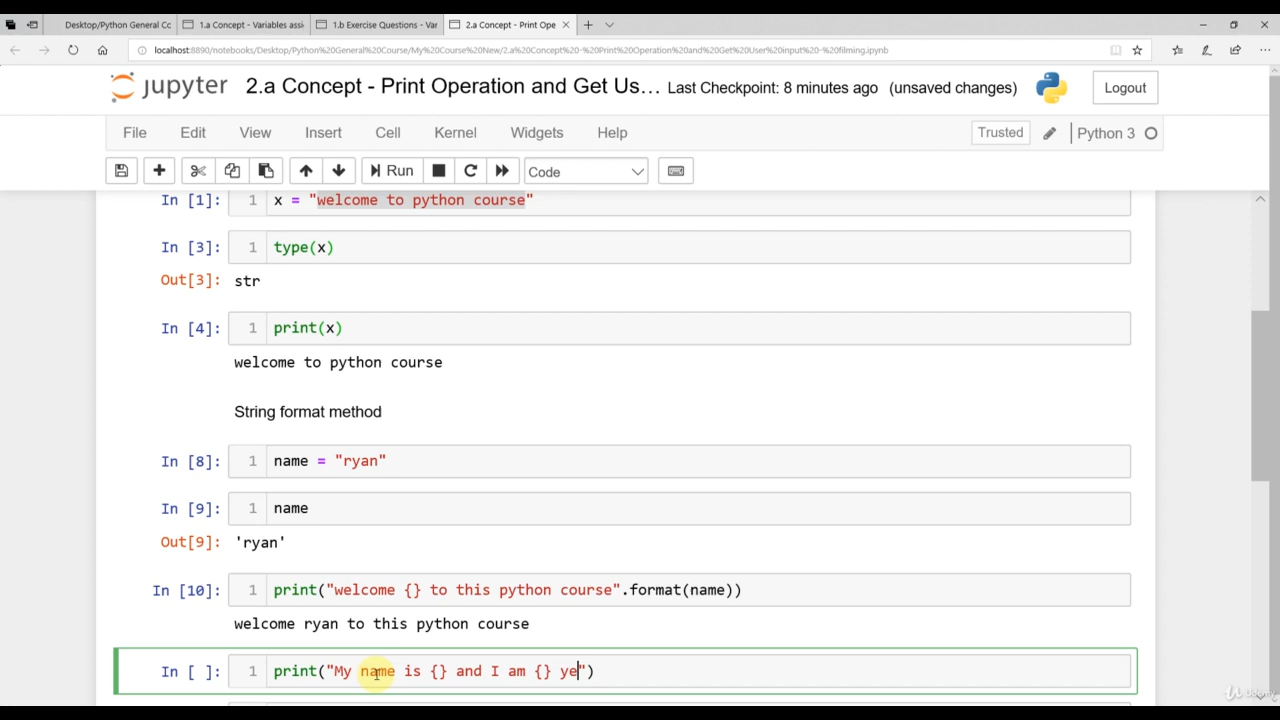 Desktop/Python General Cc
1.a Concept - Variables assi
1.b Exercise Questions - Var
2.a Concept - Print Ope
localhost:8890/notebooks/Desktop/Python%20General%20Course/My%20Course%20New/2.a%20Concept%20-%20Print%20Operation%20and%20Get%20User%20input%20-%20filming.ipynb
jupyter 2.a Concept - Print Operation and Get Us... Last Checkpoint: 8 minutes ago (unsaved changes) Logout
File Edit View Insert Cell Kernel Widgets Help Trusted Python 3
Run Code
In [1]: 1 x = "welcome to python course"
In [3]: 1 type(x)
Out[3]: str
In [4]: 1 print(x)
welcome to python course
String format method
In [8]: 1 name = "ryan"
In [9]: 1 name
Out[9]: 'ryan'
In [10]: 1 print("welcome {} to this python course".format(name))
welcome ryan to this python course
In [ ]: 1 print("My name is {} and I am {} ye")
Udemy